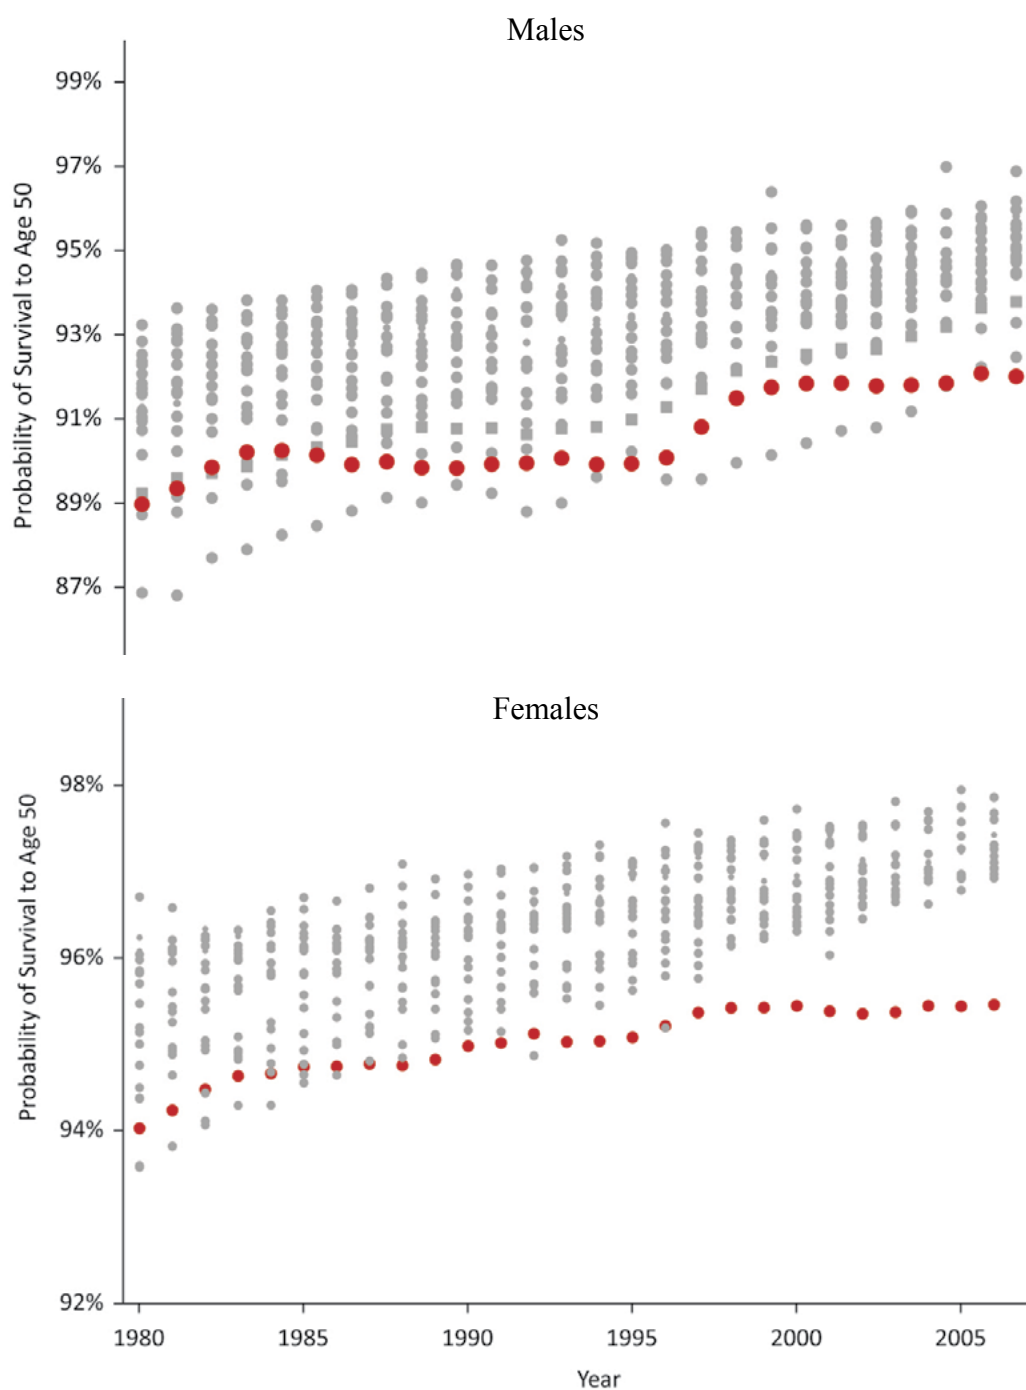 Males
99%
97%
95%
93%
91%
89%
87%
Probability of Survival to Age 50
Females
98%
96%
94%
92%
Probability of Survival to Age 50
1980 1985 1990 1995 2000 2005
Year